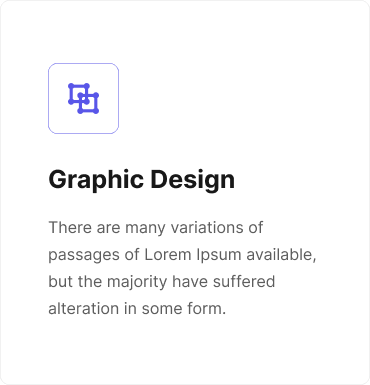 Graphic Design
There are many variations of
passages of Lorem Ipsum available,
but the majority have suffered
alteration in some form.